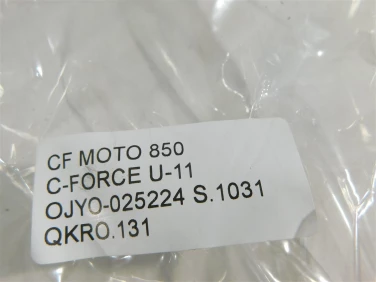 CF MOTO 850
C-FORCE U-11
OJYO-025224 S.1031
QKRO.131